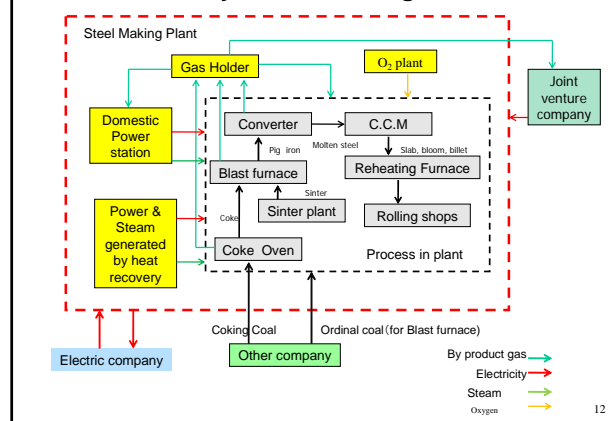 Steel Making Plant
Gas Holder
O2 plant
Joint
venture
company
Domestic
Power
station
Converter
C.C.M
Pig iron
Molten steel
Slab, bloom, billet
Blast furnace
Reheating Furnace
Sinter
Coke
Sinter plant
Rolling shops
Power &
Steam
generated
by heat
recovery
Coke Oven
Process in plant
Coking Coal
Ordinal coal(for Blast furnace)
Electric company
Other company
By product gas
Electricity
Steam
Oxygen
12